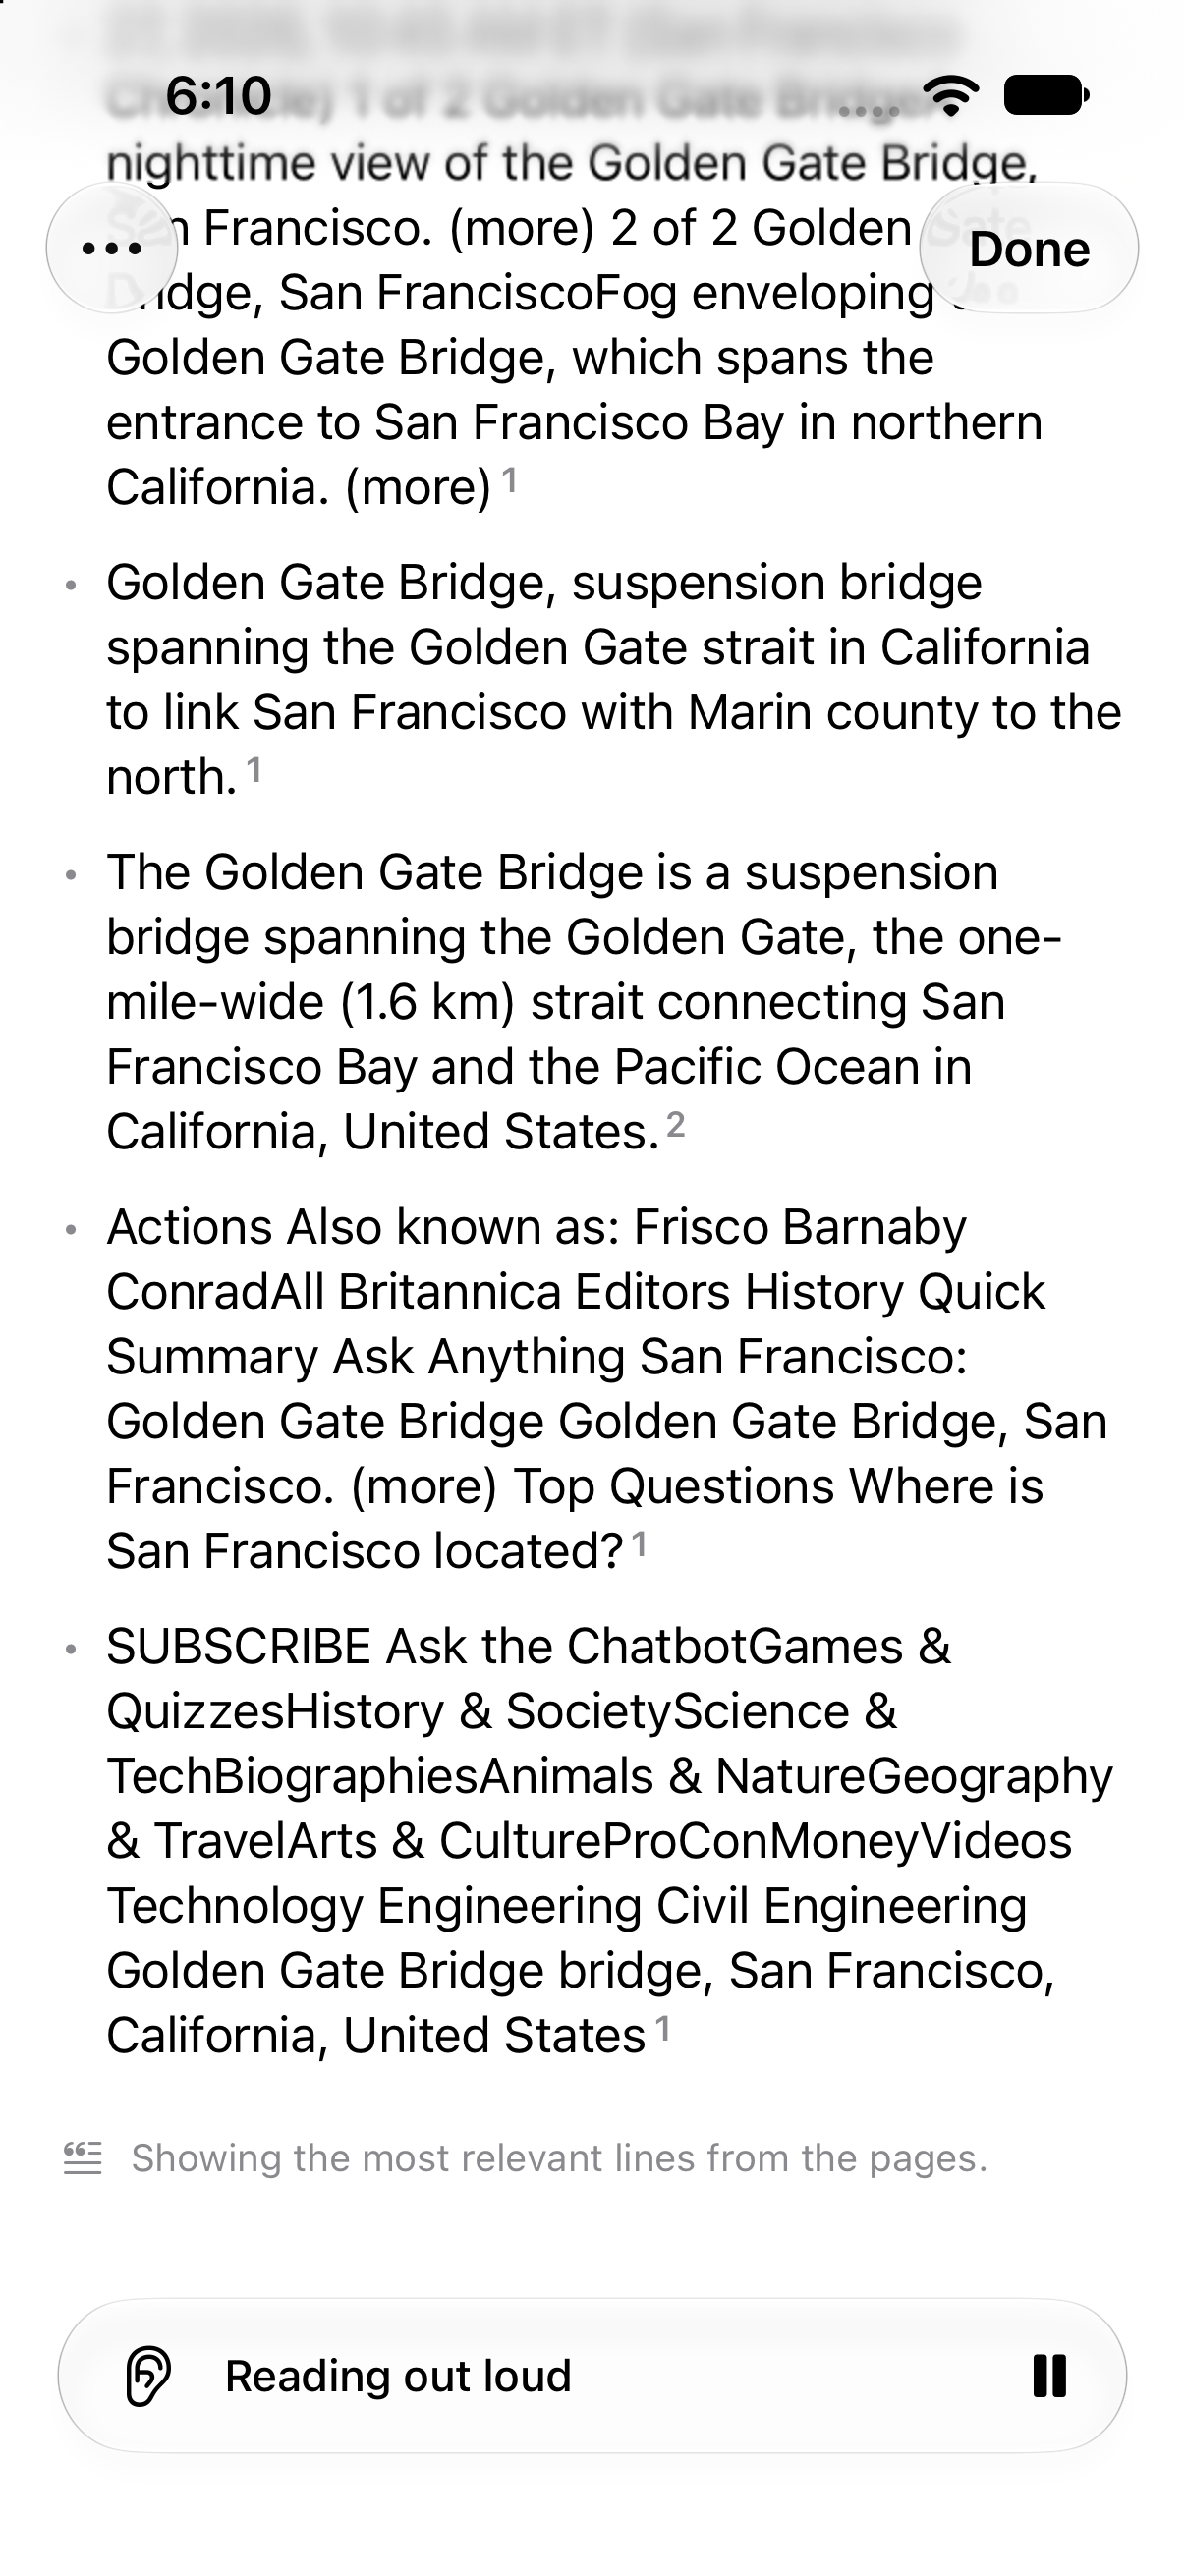 6:10
nighttime view of the Golden Gate Bridge,
Francisco. (more) 2 of 2 Golden
Done
San FranciscoFog enveloping
Golden Gate Bridge, which spans the
entrance to San Francisco Bay in northern
California. (more) 1
• Golden Gate Bridge, suspension bridge
spanning the Golden Gate strait in California
to link San Francisco with Marin county to the
north. 1
• The Golden Gate Bridge is a suspension
bridge spanning the Golden Gate, the one-
mile-wide (1.6 km) strait connecting San
Francisco Bay and the Pacific Ocean in
California, United States. 2
• Actions Also known as: Frisco Barnaby
ConradAll Britannica Editors History Quick
Summary Ask Anything San Francisco:
Golden Gate Bridge Golden Gate Bridge, San
Francisco. (more) Top Questions Where is
San Francisco located? 1
• SUBSCRIBE Ask the ChatbotGames &
QuizzesHistory & SocietyScience &
TechBiographiesAnimals & NatureGeography
& TravelArts & CultureProConMoneyVideos
Technology Engineering Civil Engineering
Golden Gate Bridge bridge, San Francisco,
California, United States 1
Showing the most relevant lines from the pages.
Reading out loud